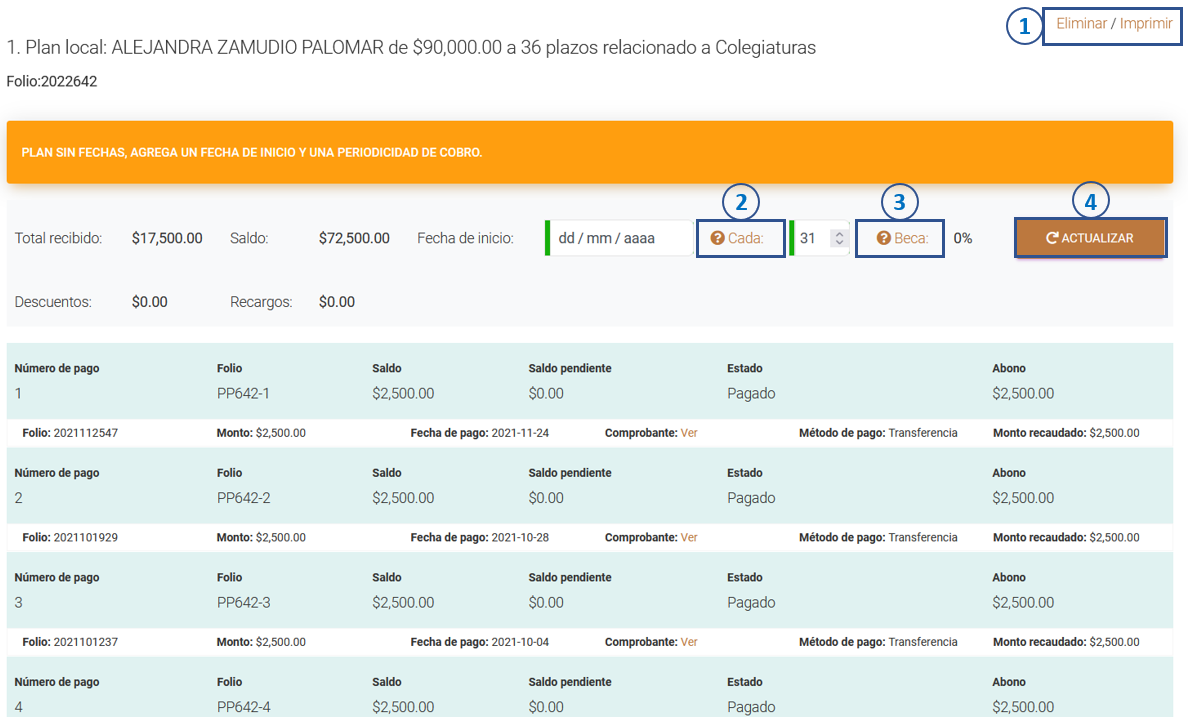 1 Eliminar / Imprimir
1. Plan local: ALEJANDRA ZAMUDIO PALOMAR de $90,000.00 a 36 plazos relacionado a Colegiaturas
Folio:2022642
PLAN SIN FECHAS, AGREGA UN FECHA DE INICIO Y UNA PERIODICIDAD DE COBRO.
2 3 4
Total recibido: $17,500.00 Saldo: $72,500.00 Fecha de inicio: dd / mm / aaaa ? Cada: 31 ? Beca: 0% ACTUALIZAR
Descuentos: $0.00 Recargos: $0.00
Número de pago Folio Saldo Saldo pendiente Estado Abono
1 PP642-1 $2,500.00 $0.00 Pagado $2,500.00
Folio: 2021112547 Monto: $2,500.00 Fecha de pago: 2021-11-24 Comprobante: Ver Método de pago: Transferencia Monto recaudado: $2,500.00
Número de pago Folio Saldo Saldo pendiente Estado Abono
2 PP642-2 $2,500.00 $0.00 Pagado $2,500.00
Folio: 2021101929 Monto: $2,500.00 Fecha de pago: 2021-10-28 Comprobante: Ver Método de pago: Transferencia Monto recaudado: $2,500.00
Número de pago Folio Saldo Saldo pendiente Estado Abono
3 PP642-3 $2,500.00 $0.00 Pagado $2,500.00
Folio: 2021101237 Monto: $2,500.00 Fecha de pago: 2021-10-04 Comprobante: Ver Método de pago: Transferencia Monto recaudado: $2,500.00
Número de pago Folio Saldo Saldo pendiente Estado Abono
4 PP642-4 $2,500.00 $0.00 Pagado $2,500.00